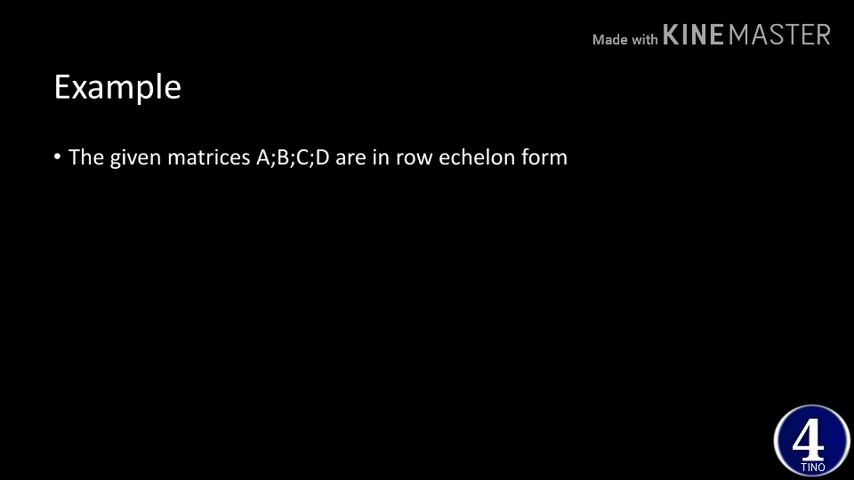 Made with KINEMASTER
Example
• The given matrices A;B;C;D are in row echelon form
4
TINO